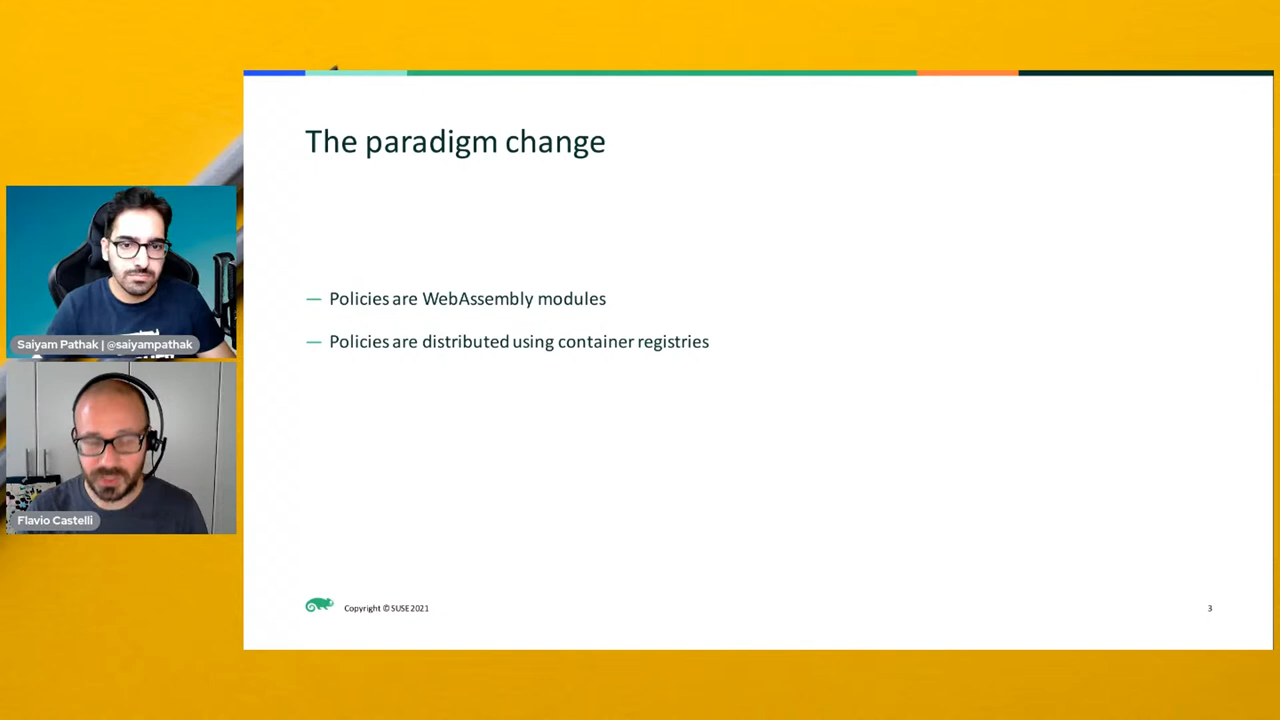 The paradigm change
— Policies are WebAssembly modules
— Policies are distributed using container registries
Saiyam Pathak | @saiyampathak
Flavio Castelli
Copyright © SUSE 2021
3